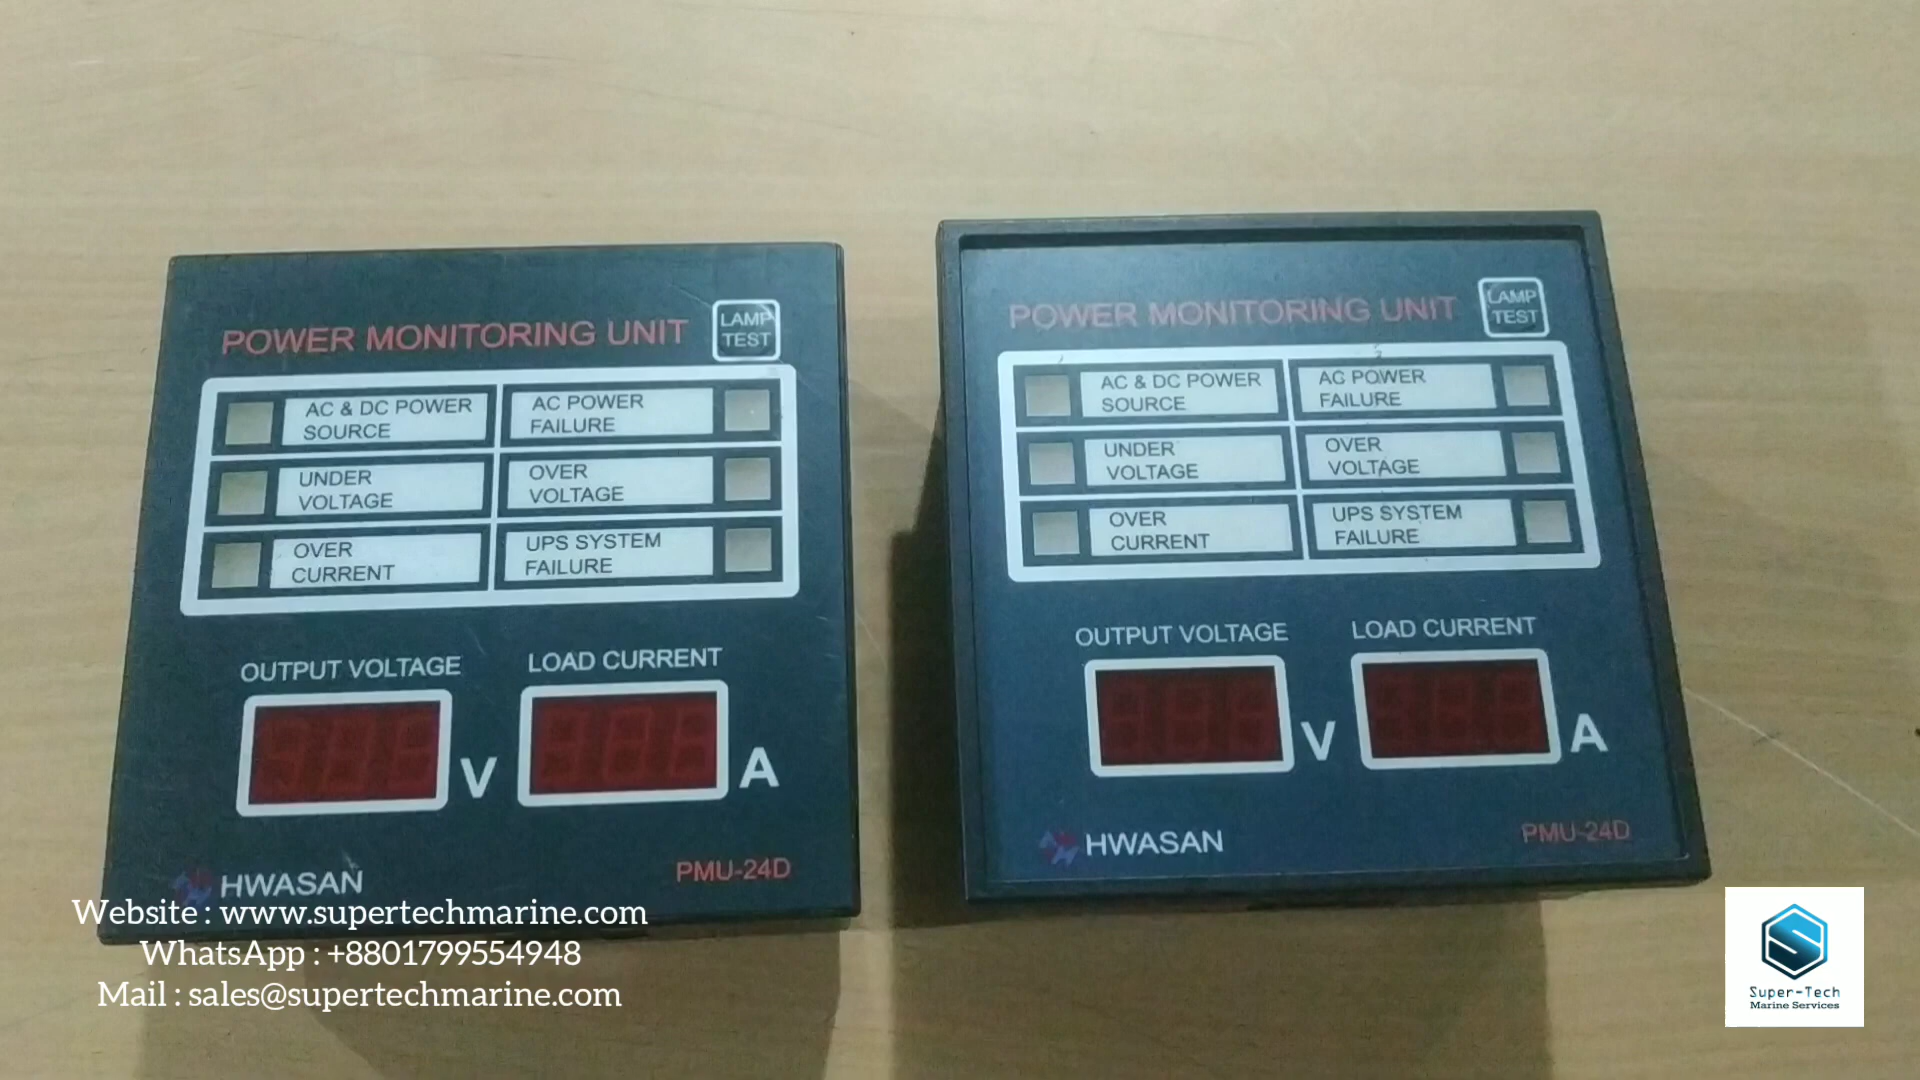 POWER MONITORING UNIT
LAMP
TEST
AC & DC POWER
SOURCE
AC POWER
FAILURE
UNDER
VOLTAGE
OVER
VOLTAGE
OVER
CURRENT
UPS SYSTEM
FAILURE
OUTPUT VOLTAGE
LOAD CURRENT
V
A
HWASAN
PMU-24D
POWER MONITORING UNIT
LAMP
TEST
AC & DC POWER
SOURCE
AC POWER
FAILURE
UNDER
VOLTAGE
OVER
VOLTAGE
OVER
CURRENT
UPS SYSTEM
FAILURE
OUTPUT VOLTAGE
LOAD CURRENT
V
A
HWASAN
PMU-24D
Website : www.supertechmarine.com
WhatsApp : +8801799554948
Mail : sales@supertechmarine.com
Super-Tech
Marine Services